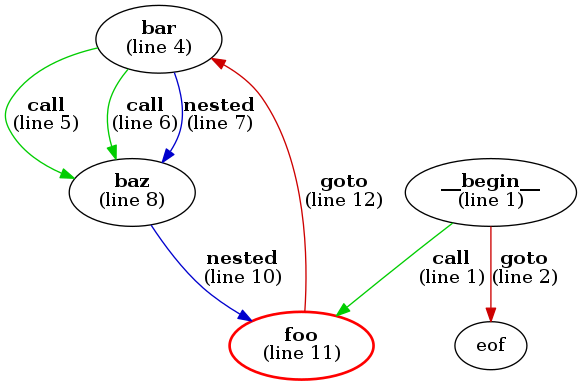 bar
(line 4)
call
(line 5)
call
(line 6)
nested
(line 7)
baz
(line 8)
__begin__
(line 1)
goto
(line 12)
nested
(line 10)
call
(line 1)
goto
(line 2)
foo
(line 11)
eof